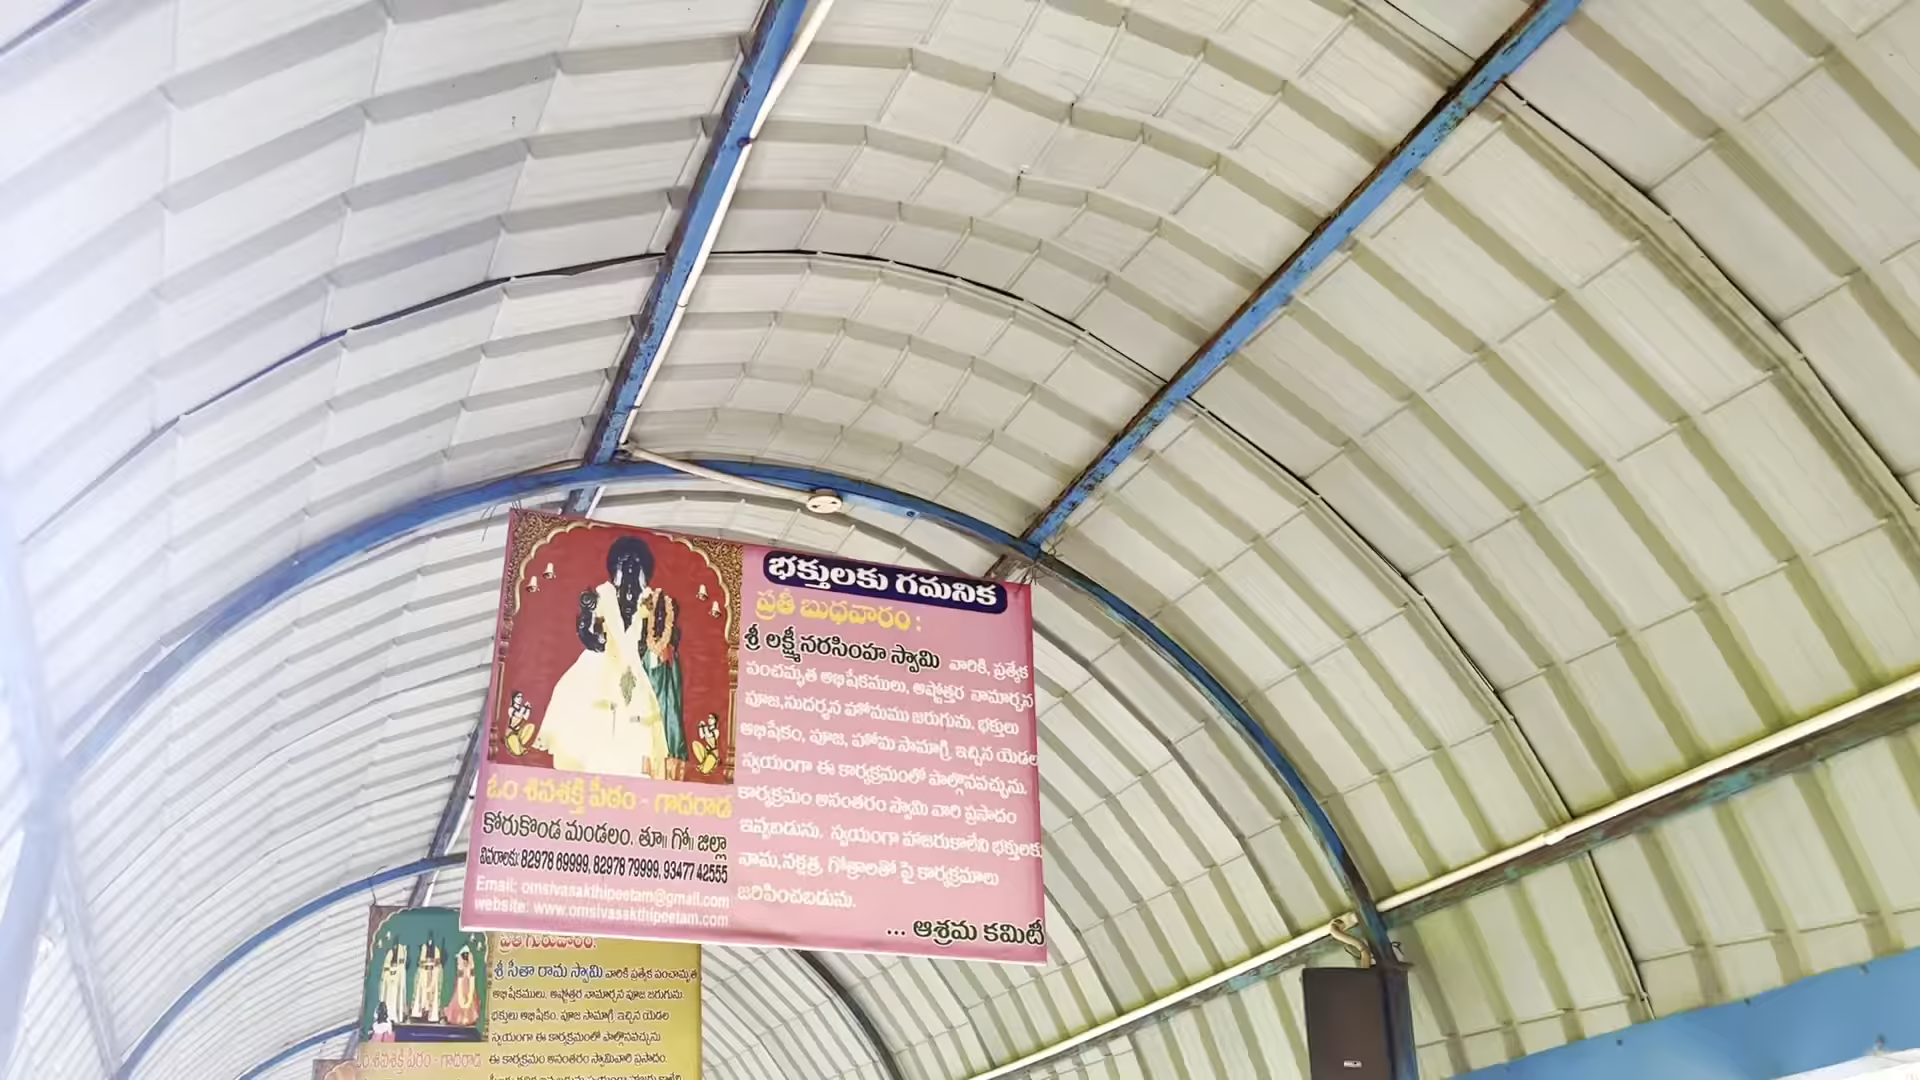 భక్తులకు గమనిక
ప్రతీ బుధవారం :
శ్రీ లక్ష్మీనరసింహ స్వామి వారికి, ప్రత్యేక
పంచమృత అభిషేకములు, అష్టోత్తర నామార్చన
పూజ,సుదర్శన హోమము జరుగును. భక్తులు
అభిషేకం, పూజ, హోమ సామాగ్రి ఇచ్చిన యెడల
స్వయంగా ఈ కార్యక్రమంలో పాల్గొనవచ్చును.
కార్యక్రమం అనంతరం స్వామి వారి ప్రసాదం
ఇవ్వబడును. స్వయంగా హాజరుకాలేని భక్తులకు
నామ,నక్షత్ర, గోత్రాలతో పై కార్యక్రమాలు
జరిపించబడును.
... ఆశ్రమ కమిటీ
ఓం శివశక్తి పీఠం - గాదరాడ
కోరుకొండ మండలం. తూ॥ గో॥ జిల్లా
వివరాలకు: 82978 69999, 82978 79999, 93477 42555
Email: omsivasakthipeetam@gmail.com
website: www.omsivasakthipeetam.com
ప్రతీ గురువారం:
శ్రీ సీతా రామ స్వామి వారికి ప్రత్యేక పంచామృత
అభిషేకములు, అష్టోత్తర నామార్చన పూజ జరుగును.
భక్తులు అభిషేకం, పూజ సామాగ్రి ఇచ్చిన యెడల
స్వయంగా ఈ కార్యక్రమంలో పాల్గొనవచ్చును
ఈ కార్యక్రమం అనంతరం స్వామివారి ప్రసాదం.
ఓం శివశక్తి పీఠం - గాదరాడ